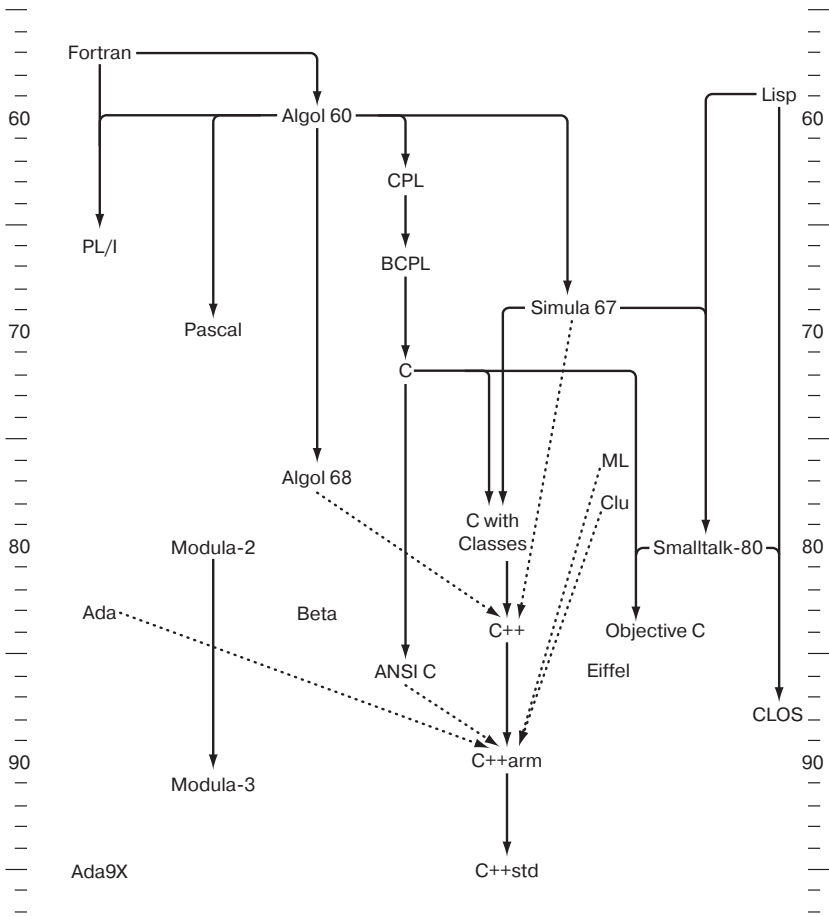 Fortran
Lisp
60
Algol 60
60
CPL
PL/I
BCPL
Simula 67
70
Pascal
70
C
ML
Algol 68
Clu
C with
Classes
80
Modula-2
Smalltalk-80
80
Ada
Beta
C++
Objective C
ANSI C
Eiffel
CLOS
90
C++arm
90
Modula-3
Ada9X
C++std